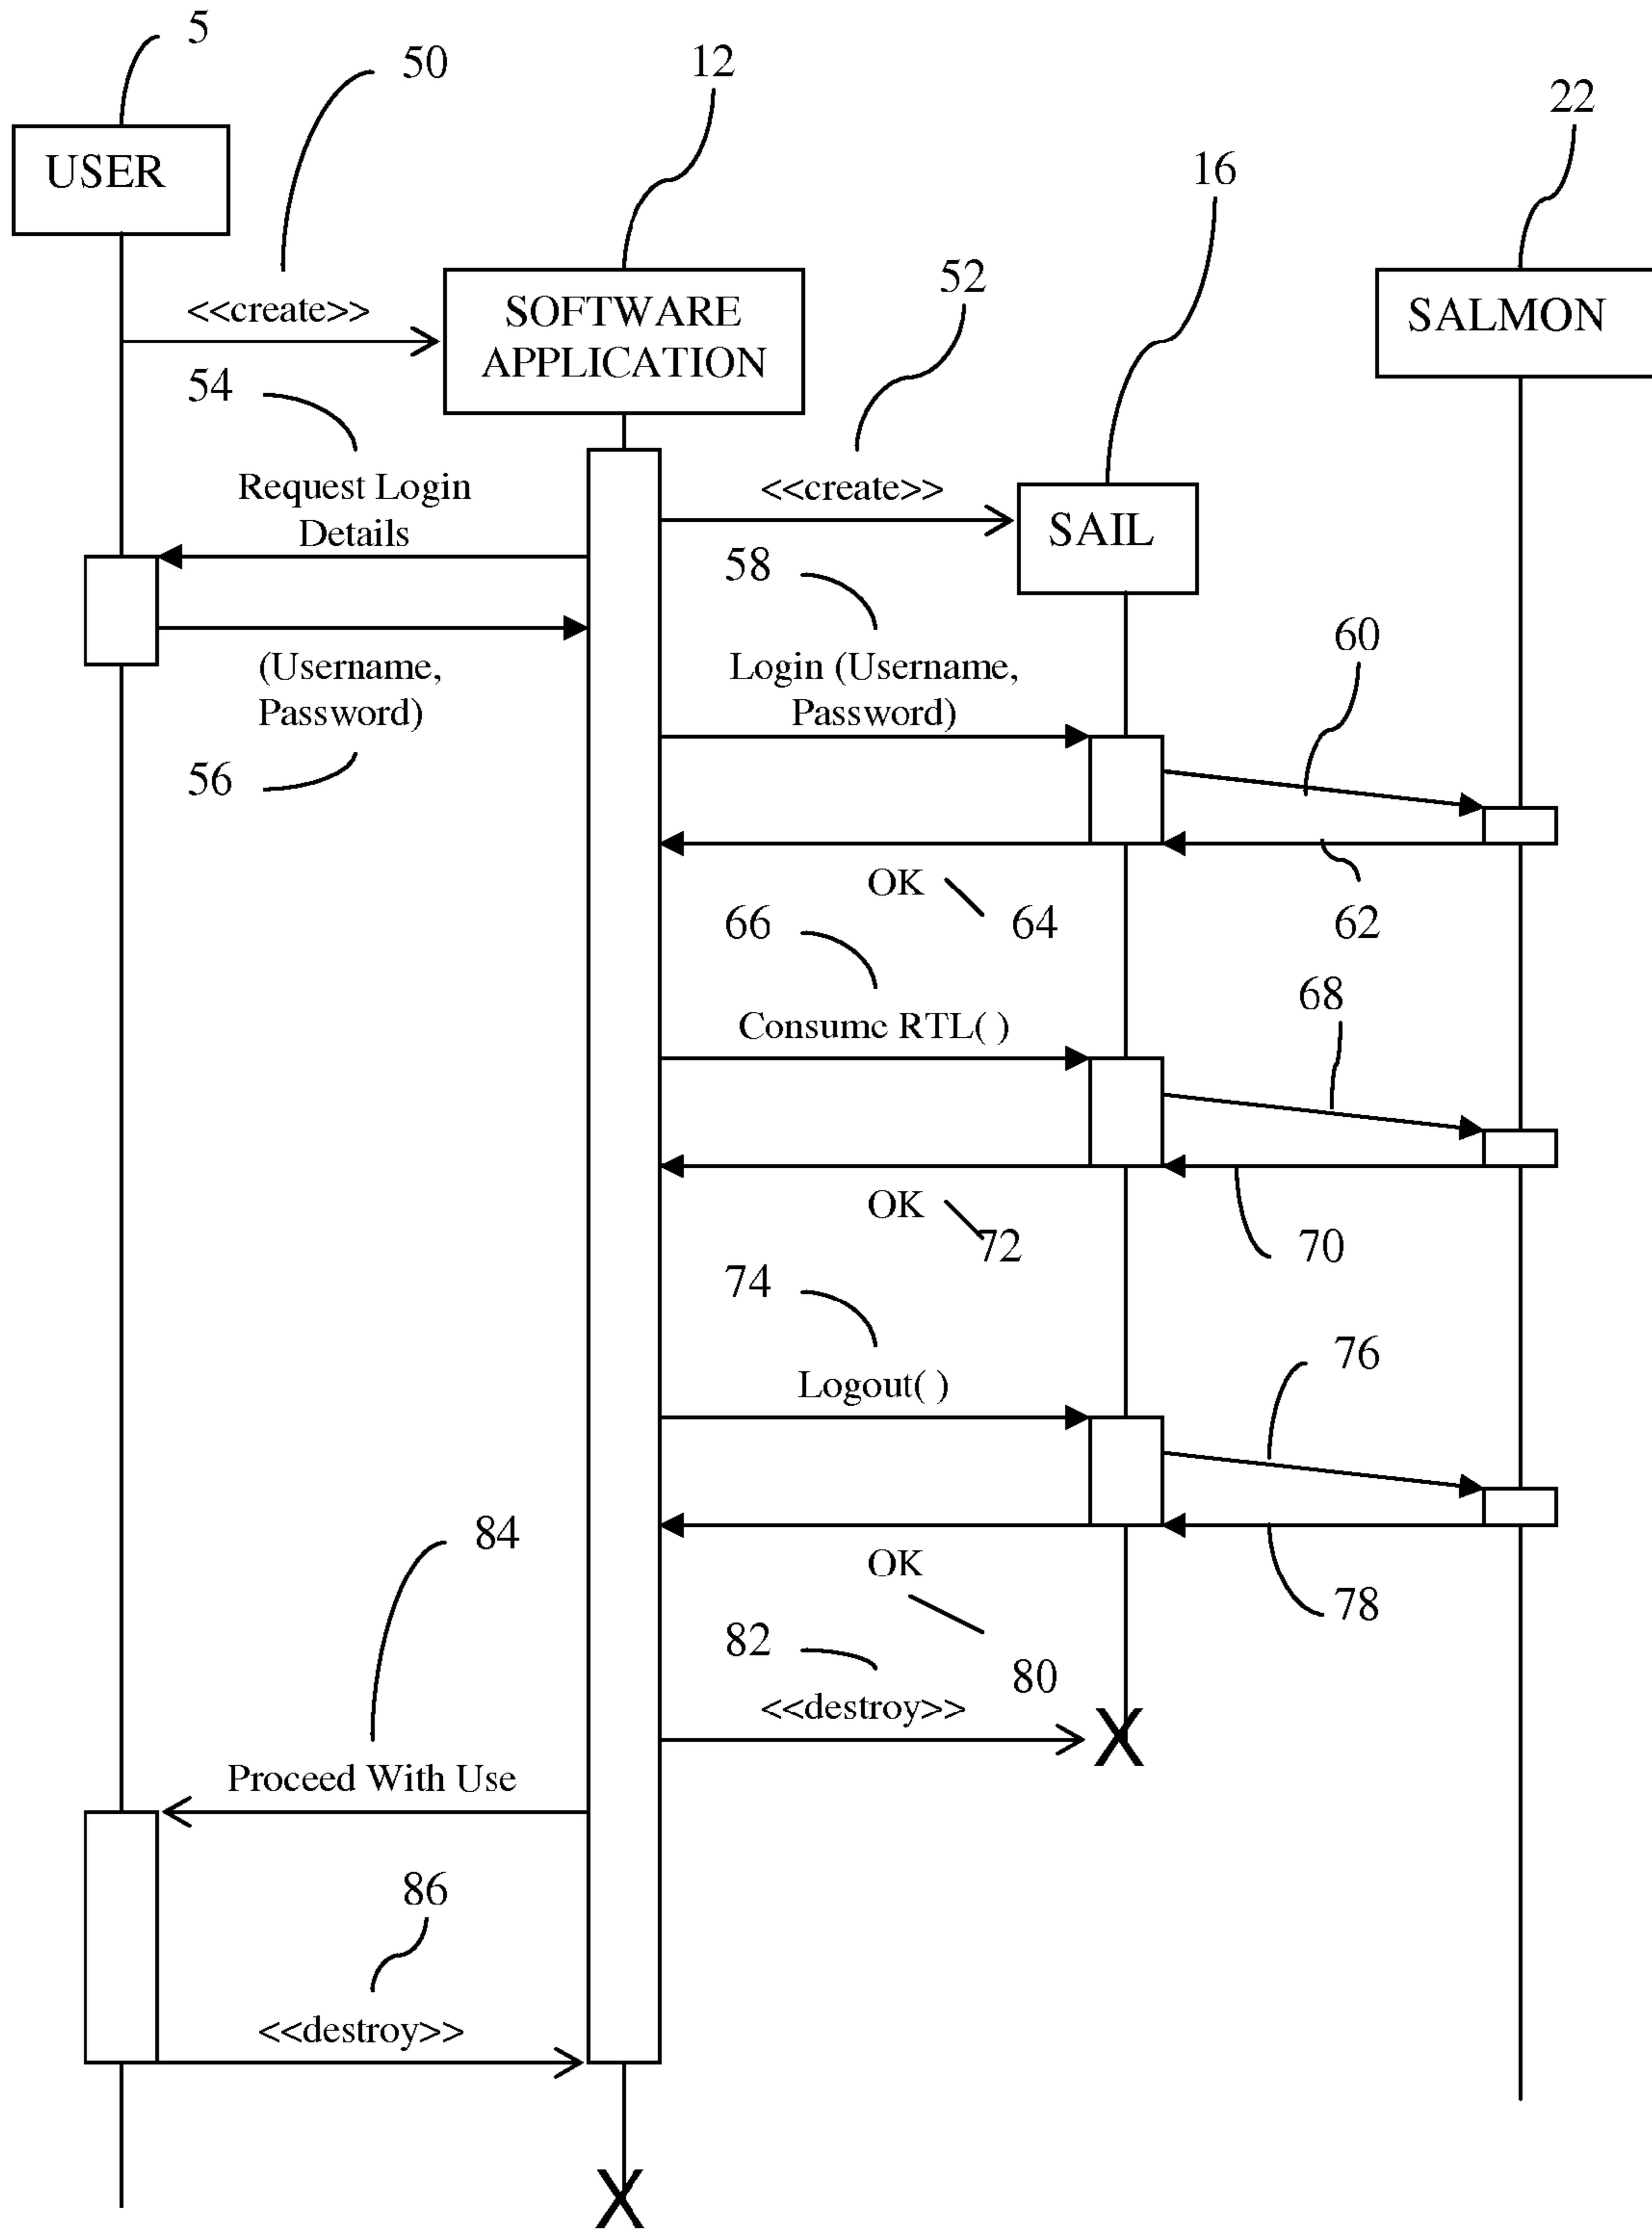 5
50
12
22
USER
16
<<create>>
SOFTWARE
APPLICATION
52
SALMON
54
Request Login
Details
<<create>>
SAIL
58
60
(Username,
Password)
Login (Username,
Password)
56
OK
64
62
66
68
Consume RTL( )
OK
72
70
74
76
Logout( )
84
OK
78
82
80
<<destroy>>
X
Proceed With Use
86
<<destroy>>
X